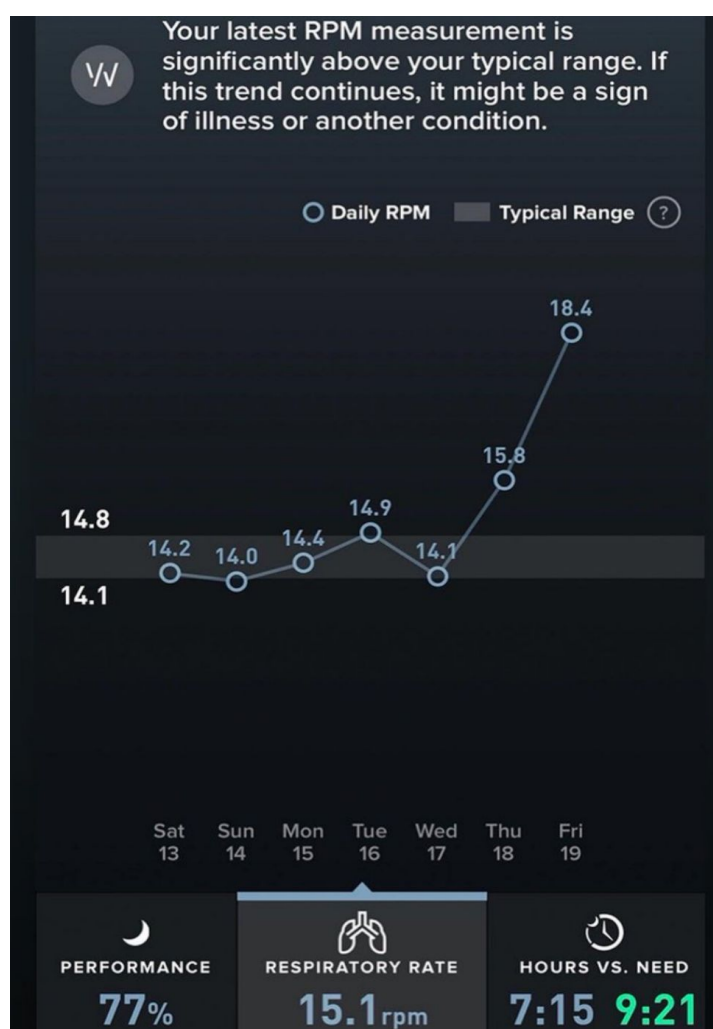 Your latest RPM measurement is
significantly above your typical range. If
this trend continues, it might be a sign
of illness or another condition.
Daily RPM Typical Range ?
18.4
15.8
14.9
14.8
14.4
14.2 14.0 14.1
14.1
Sat Sun Mon Tue Wed Thu Fri
13 14 15 16 17 18 19
PERFORMANCE RESPIRATORY RATE HOURS VS. NEED
77% 15.1rpm 7:15 9:21